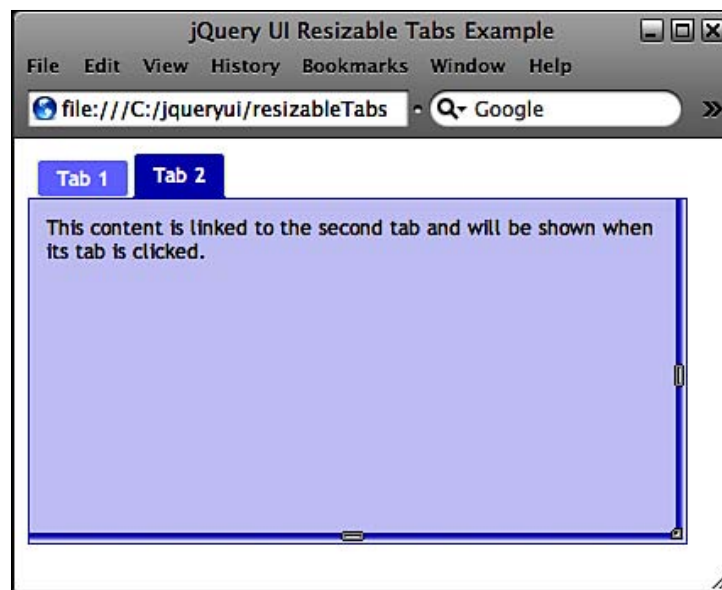 jQuery UI Resizable Tabs Example
File Edit View History Bookmarks Window Help
file:///C:/jqueryui/resizableTabs Google
Tab 1 Tab 2
This content is linked to the second tab and will be shown when
its tab is clicked.